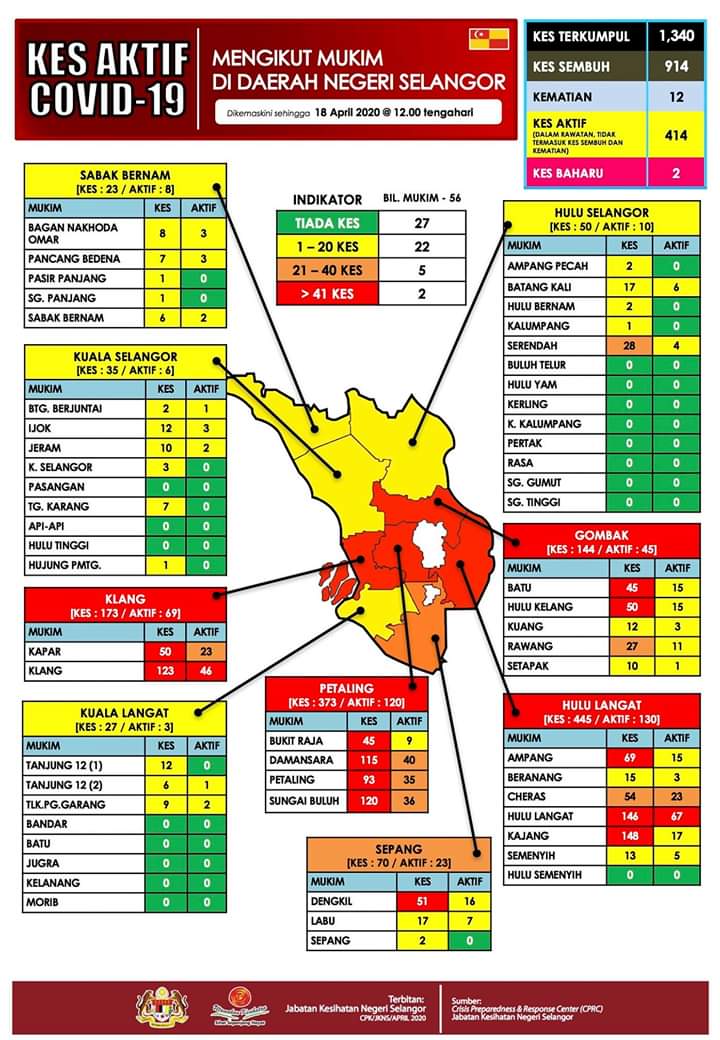 KES AKTIF
COVID-19
MENGIKUT MUKIM
DI DAERAH NEGERI SELANGOR
Dikemaskini sehingga 18 April 2020 @ 12.00 tengahari
KES TERKUMPUL 1,340
KES SEMBUH 914
KEMATIAN 12
KES AKTIF
(DALAM RAWATAN, TIDAK
TERMASUK KES SEMBUH DAN
KEMATIAN)
414
KES BAHARU 2
SABAK BERNAM
[KES : 23 / AKTIF : 8]
MUKIM KES AKTIF
BAGAN NAKHODA
OMAR 8 3
PANCANG BEDENA 7 3
PASIR PANJANG 1 0
SG. PANJANG 1 0
SABAK BERNAM 6 2
INDIKATOR BIL. MUKIM - 56
TIADA KES 27
1 – 20 KES 22
21 – 40 KES 5
> 41 KES 2
HULU SELANGOR
[KES : 50 / AKTIF : 10]
MUKIM KES AKTIF
AMPANG PECAH 2 0
BATANG KALI 17 6
HULU BERNAM 2 0
KALUMPANG 1 0
SERENDAH 28 4
BULUH TELUR 0 0
HULU YAM 0 0
KERLING 0 0
K. KALUMPANG 0 0
PERTAK 0 0
RASA 0 0
SG. GUMUT 0 0
SG. TINGGI 0 0
KUALA SELANGOR
[KES : 35 / AKTIF : 6]
MUKIM KES AKTIF
BTG. BERJUNTAI 2 1
IJOK 12 3
JERAM 10 2
K. SELANGOR 3 0
PASANGAN 0 0
TG. KARANG 7 0
API-API 0 0
HULU TINGGI 0 0
HUJUNG PMTG. 1 0
GOMBAK
[KES : 144 / AKTIF : 45]
MUKIM KES AKTIF
BATU 45 15
HULU KELANG 50 15
KUANG 12 3
RAWANG 27 11
SETAPAK 10 1
KLANG
[KES : 173 / AKTIF : 69]
MUKIM KES AKTIF
KAPAR 50 23
KLANG 123 46
PETALING
[KES : 373 / AKTIF : 120]
MUKIM KES AKTIF
BUKIT RAJA 45 9
DAMANSARA 115 40
PETALING 93 35
SUNGAI BULUH 120 36
HULU LANGAT
[KES : 445 / AKTIF : 130]
MUKIM KES AKTIF
AMPANG 69 15
BERANANG 15 3
CHERAS 54 23
HULU LANGAT 146 67
KAJANG 148 17
SEMENYIH 13 5
HULU SEMENYIH 0 0
KUALA LANGAT
[KES : 27 / AKTIF : 3]
MUKIM KES AKTIF
TANJUNG 12 (1) 12 0
TANJUNG 12 (2) 6 1
TLK.PG.GARANG 9 2
BANDAR 0 0
BATU 0 0
JUGRA 0 0
KELANANG 0 0
MORIB 0 0
SEPANG
[KES : 70 / AKTIF : 23]
MUKIM KES AKTIF
DENGKIL 51 16
LABU 17 7
SEPANG 2 0
Terbitan:
Jabatan Kesihatan Negeri Selangor
CPK/JKNS/APRIL 2020
Sumber:
Crisis Preparedness & Response Center (CPRC)
Jabatan Kesihatan Negeri Selangor